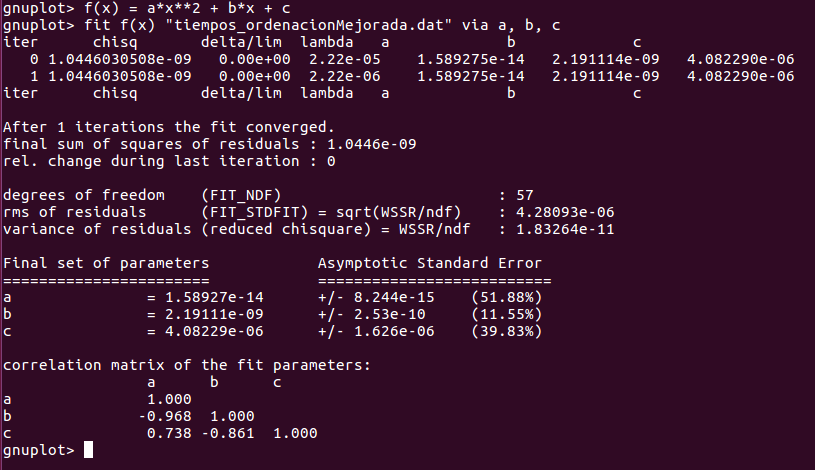 gnuplot> f(x) = a*x**2 + b*x + c
gnuplot> fit f(x) "tiempos_ordenacionMejorada.dat" via a, b, c
iter chisq delta/lim lambda a b c
0 1.0446030508e-09 0.00e+00 2.22e-05 1.589275e-14 2.191114e-09 4.082290e-06
1 1.0446030508e-09 0.00e+00 2.22e-06 1.589275e-14 2.191114e-09 4.082290e-06
iter chisq delta/lim lambda a b c
After 1 iterations the fit converged.
final sum of squares of residuals : 1.0446e-09
rel. change during last iteration : 0
degrees of freedom (FIT_NDF) : 57
rms of residuals (FIT_STDFIT) = sqrt(WSSR/ndf) : 4.28093e-06
variance of residuals (reduced chisquare) = WSSR/ndf : 1.83264e-11
Final set of parameters Asymptotic Standard Error
======================= ==========================
a = 1.58927e-14 +/- 8.244e-15 (51.88%)
b = 2.19111e-09 +/- 2.53e-10 (11.55%)
c = 4.08229e-06 +/- 1.626e-06 (39.83%)
correlation matrix of the fit parameters:
a b c
a 1.000
b -0.968 1.000
c 0.738 -0.861 1.000
gnuplot>